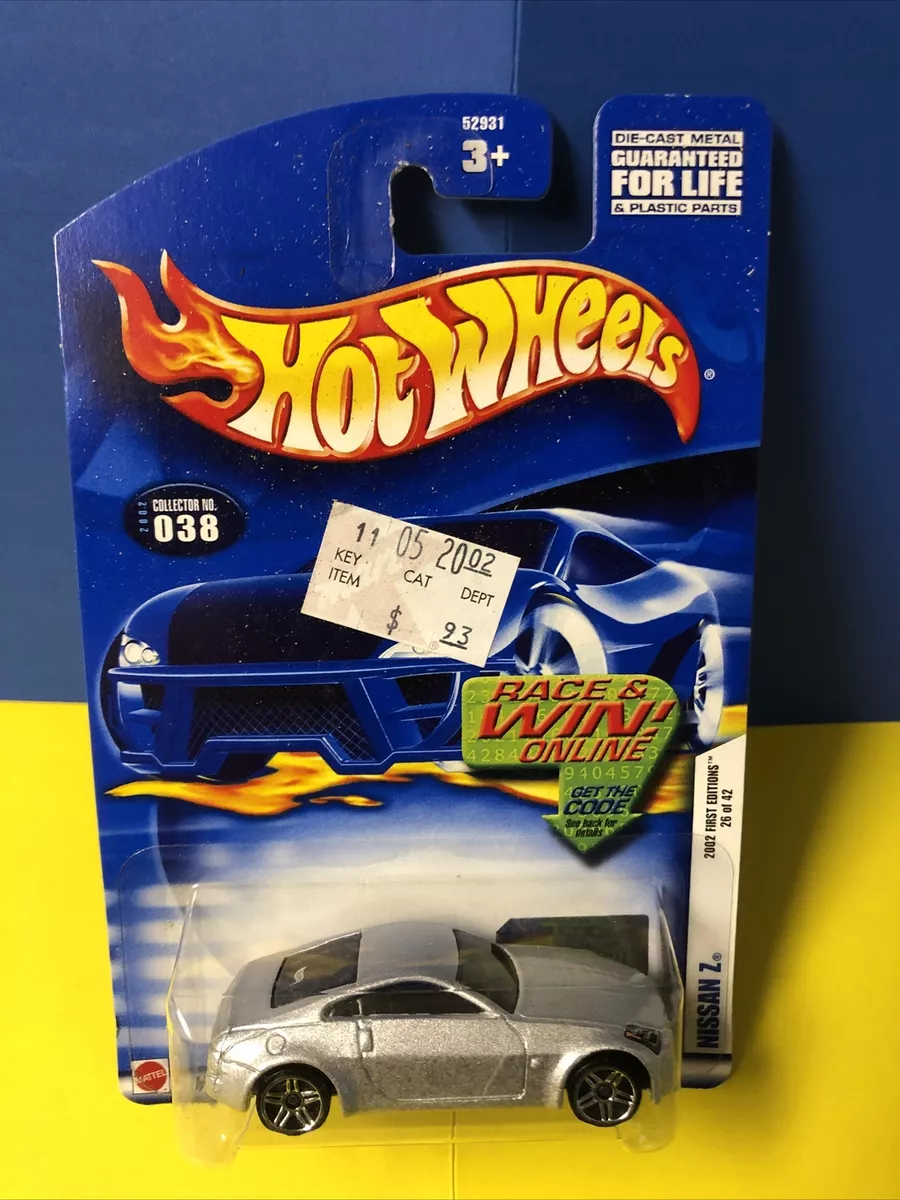 52931
3+
DIE-CAST METAL
GUARANTEED
FOR LIFE
& PLASTIC PARTS
HOT WHEELS
®
2002
COLLECTOR NO.
038
11 05 2002
KEY CAT DEPT
ITEM
$ 93
RACE &
WIN!
ONLINE
GET THE
CODE
See back for
details
2002 FIRST EDITIONS™
26 of 42
NISSAN Z®
MATTEL